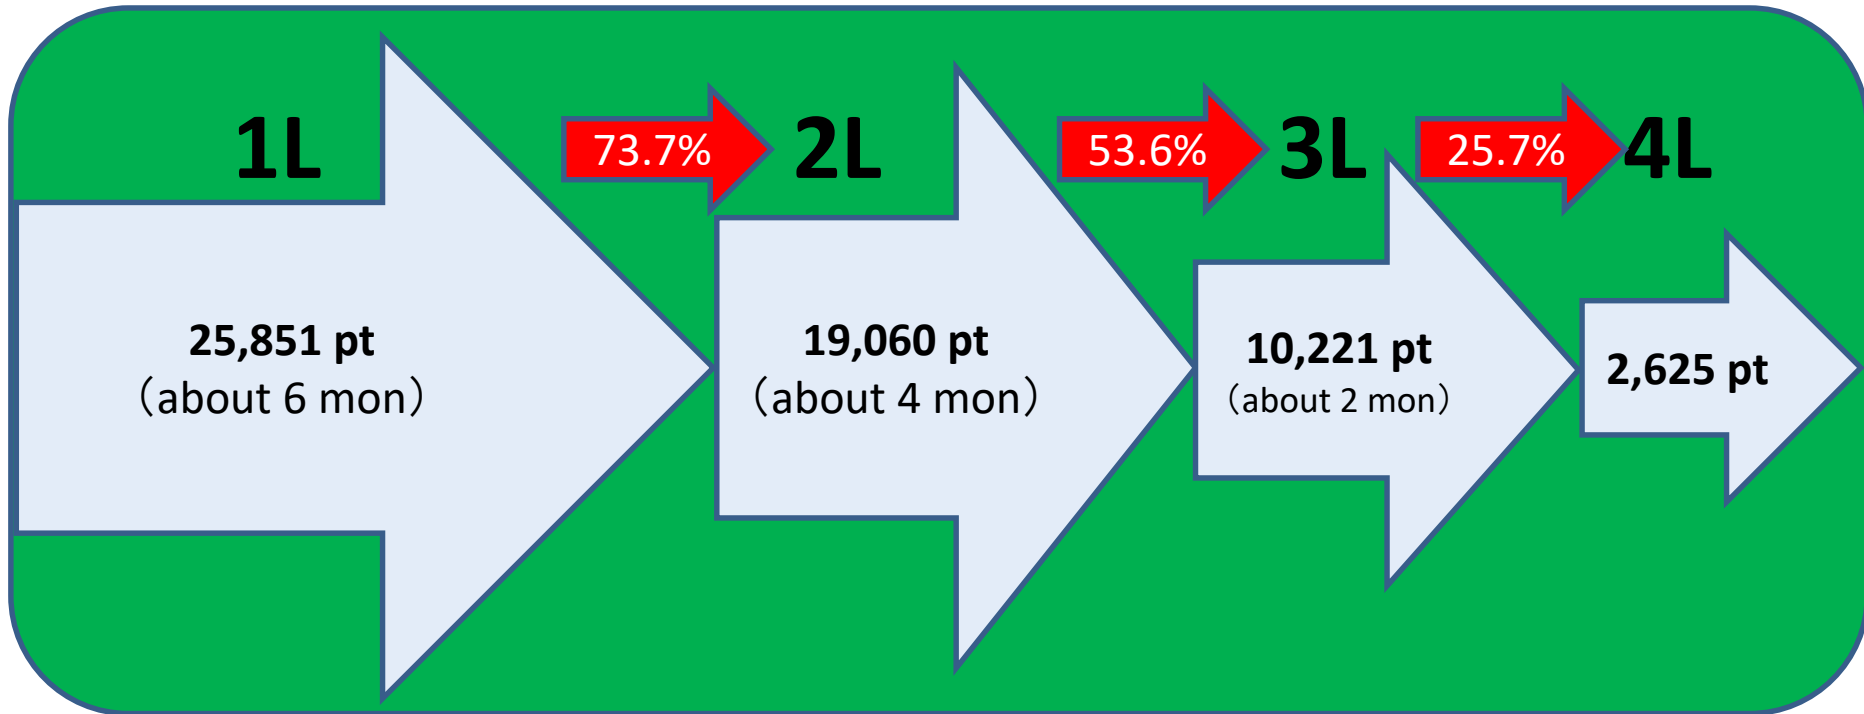 1L
73.7%
2L
53.6%
3L
25.7%
4L
25,851 pt
（about 6 mon）
19,060 pt
（about 4 mon）
10,221 pt
（about 2 mon）
2,625 pt